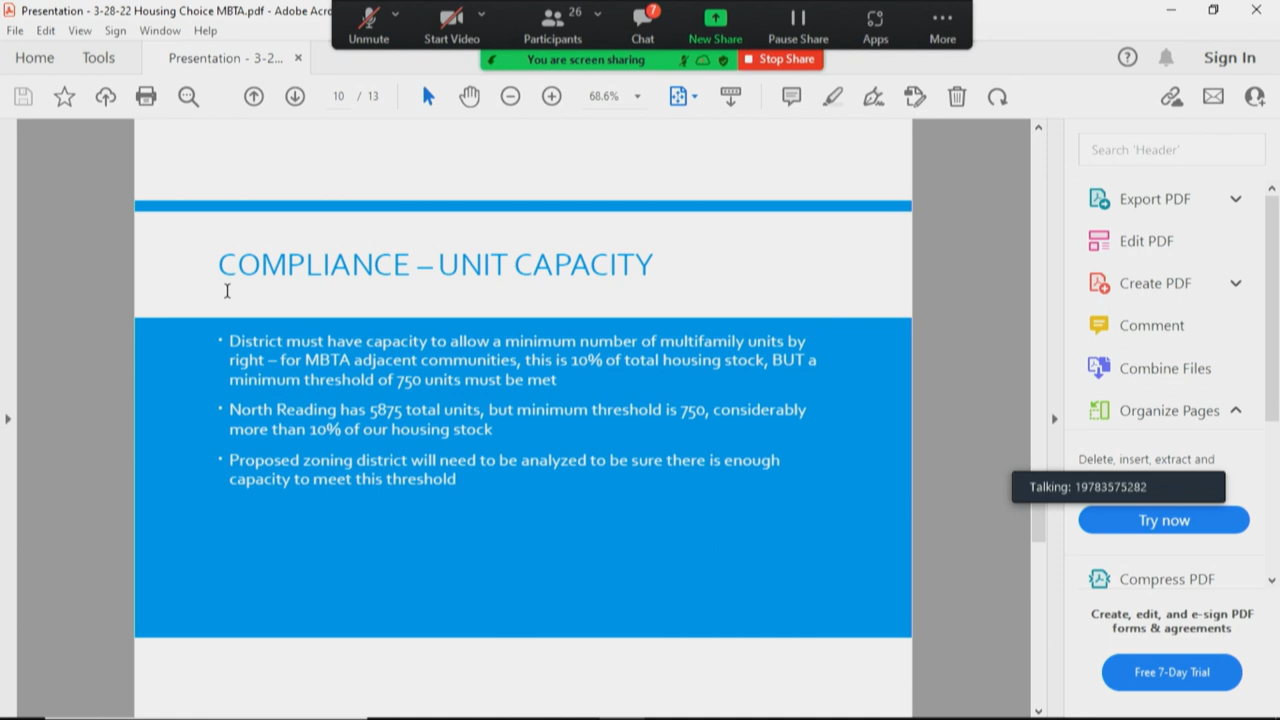 Presentation - 3-28-22 Housing Choice MBTA.pdf - Adobe Acro
File Edit View Sign Window Help
Unmute
Start Video
26
Participants
7
Chat
New Share
Pause Share
Apps
More
You are screen sharing
Stop Share
Home
Tools
Presentation - 3-2... ×
Sign In
10 / 13
68.6%
COMPLIANCE – UNIT CAPACITY
• District must have capacity to allow a minimum number of multifamily units by
right – for MBTA adjacent communities, this is 10% of total housing stock, BUT a
minimum threshold of 750 units must be met
• North Reading has 5875 total units, but minimum threshold is 750, considerably
more than 10% of our housing stock
• Proposed zoning district will need to be analyzed to be sure there is enough
capacity to meet this threshold
Search 'Header'
Export PDF
Edit PDF
Create PDF
Comment
Combine Files
Organize Pages
Delete, insert, extract and
Talking: 19783575282
Try now
Compress PDF
Create, edit, and e-sign PDF
forms & agreements
Free 7-Day Trial